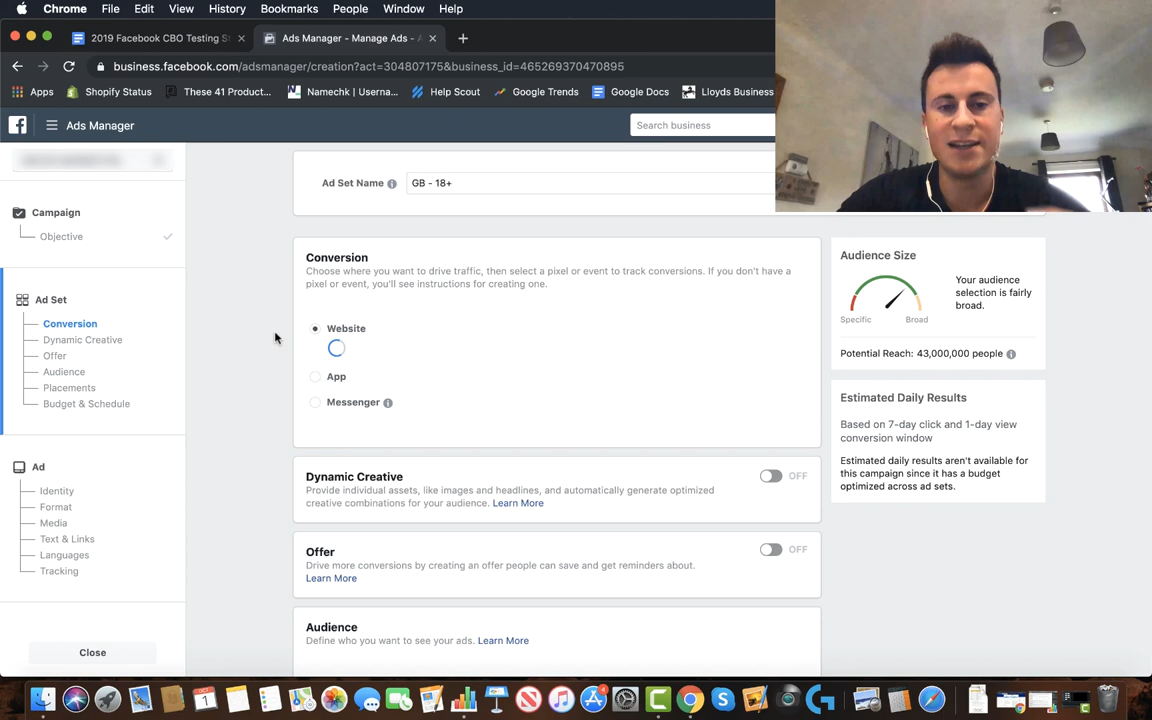 Chrome File Edit View History Bookmarks People Window Help
2019 Facebook CBO Testing S
Ads Manager - Manage Ads -
business.facebook.com/adsmanager/creation?act=304807175&business_id=465269370470895
Apps Shopify Status These 41 Product... Namechk | Userna... Help Scout Google Trends Google Docs Lloyds Business
Ads Manager
Search business
Ad Set Name
GB - 18+
Campaign
Objective
Ad Set
Conversion
Dynamic Creative
Offer
Audience
Placements
Budget & Schedule
Ad
Identity
Format
Media
Text & Links
Languages
Tracking
Close
Conversion
Choose where you want to drive traffic, then select a pixel or event to track conversions. If you don't have a
pixel or event, you'll see instructions for creating one.
Website
App
Messenger
Dynamic Creative
OFF
Provide individual assets, like images and headlines, and automatically generate optimized
creative combinations for your audience. Learn More
Offer
OFF
Drive more conversions by creating an offer people can save and get reminders about.
Learn More
Audience
Define who you want to see your ads. Learn More
Audience Size
Your audience
selection is fairly
broad.
Specific
Broad
Potential Reach: 43,000,000 people
Estimated Daily Results
Based on 7-day click and 1-day view
conversion window
Estimated daily results aren't available for
this campaign since it has a budget
optimized across ad sets.
OCT
1